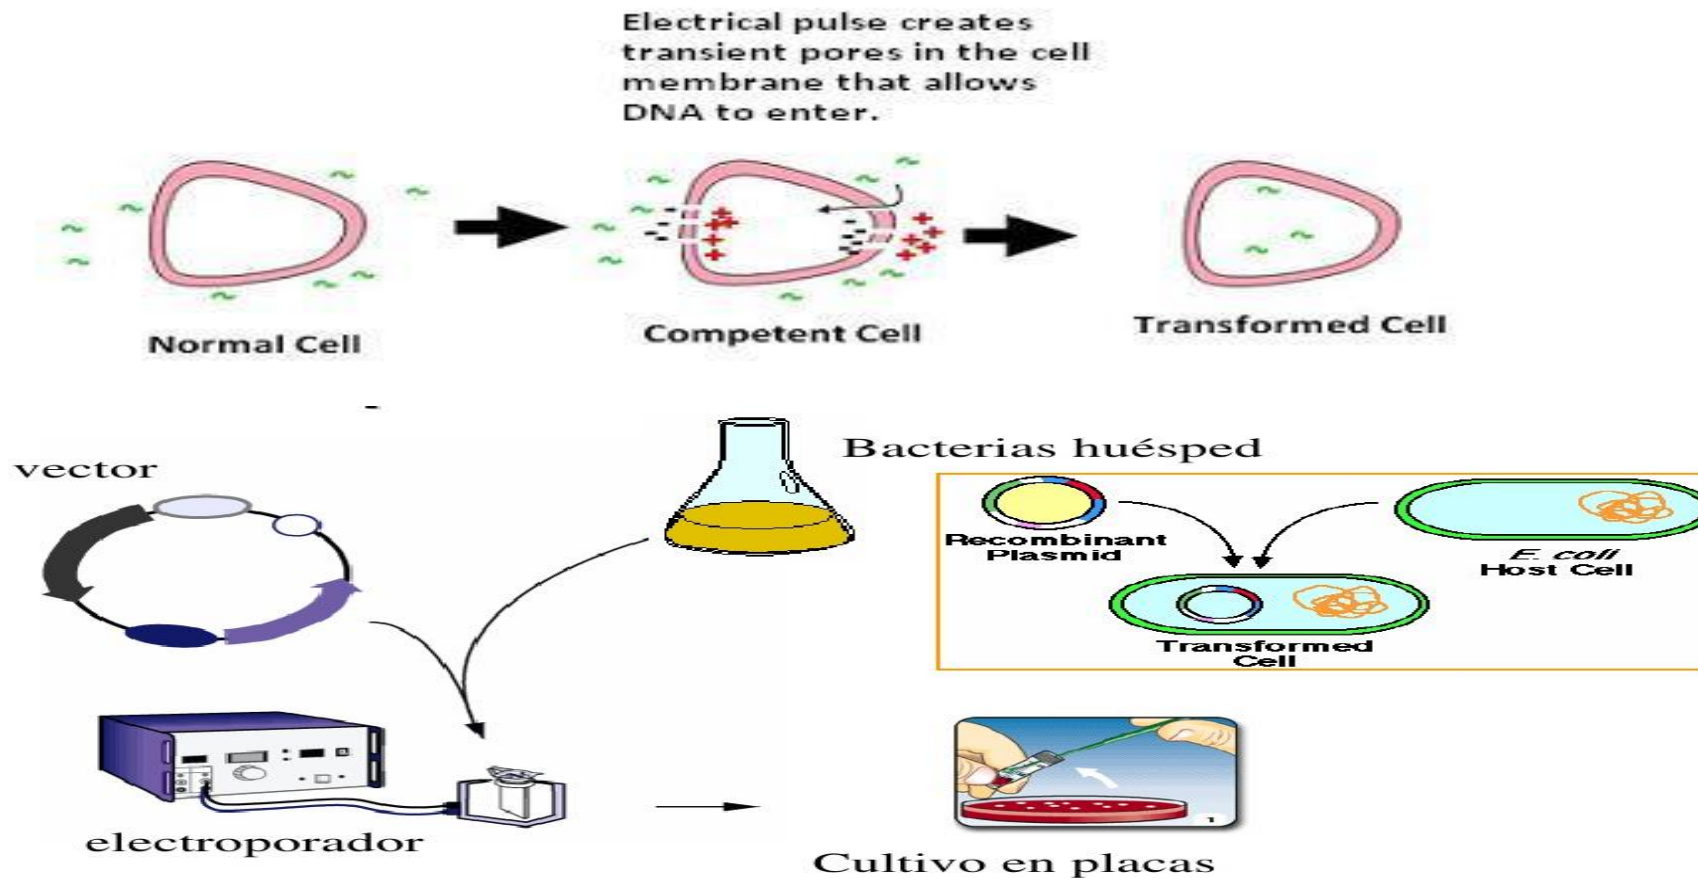 Electrical pulse creates
transient pores in the cell
membrane that allows
DNA to enter.
Normal Cell
Competent Cell
Transformed Cell
vector
Bacterias huésped
Recombinant
Plasmid
E. coli
Host Cell
Transformed
Cell
electroporador
1
Cultivo en placas